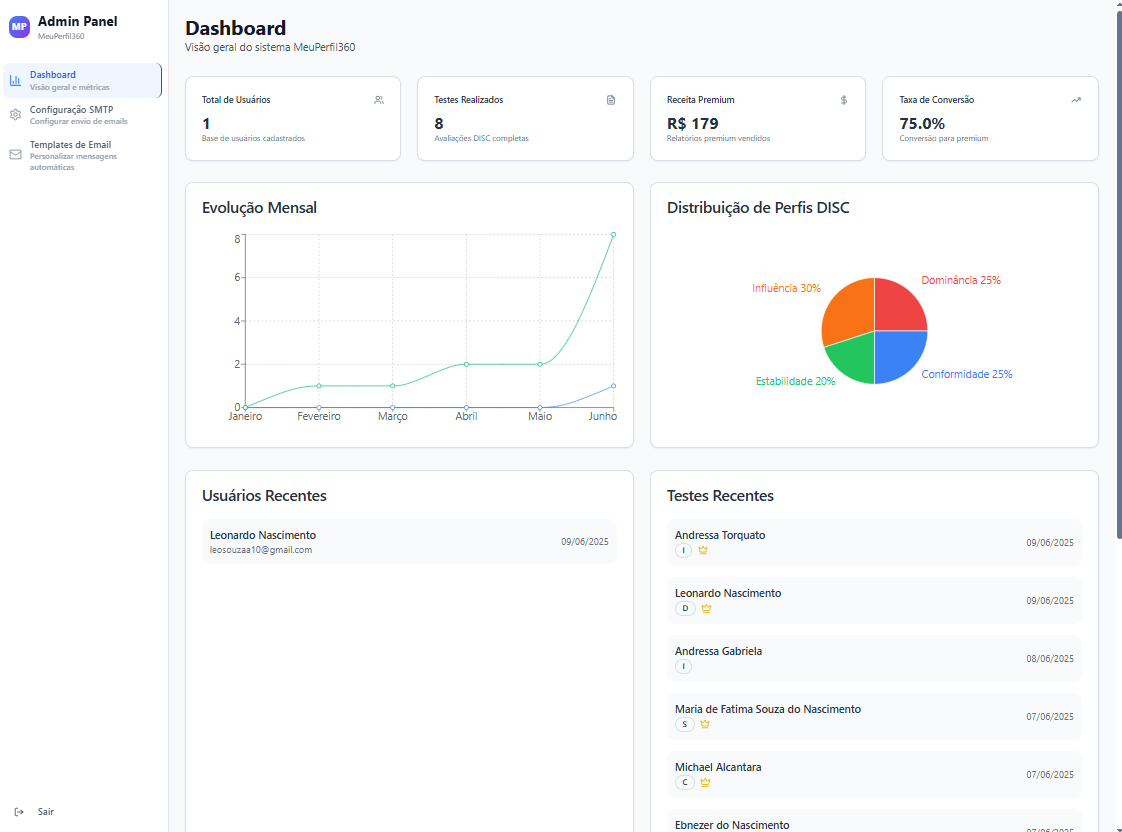 MP
Admin Panel
MeuPerfil360
Dashboard
Visão geral e métricas
Configuração SMTP
Configurar envio de emails
Templates de Email
Personalizar mensagens
automáticas
Sair
Dashboard
Visão geral do sistema MeuPerfil360
Total de Usuários
1
Base de usuários cadastrados
Testes Realizados
8
Avaliações DISC completas
Receita Premium
R$ 179
Relatórios premium vendidos
Taxa de Conversão
75.0%
Conversão para premium
Evolução Mensal
8
6
4
2
0
Janeiro Fevereiro Março Abril Maio Junho
Distribuição de Perfis DISC
Influência 30%
Dominância 25%
Estabilidade 20%
Conformidade 25%
Usuários Recentes
Leonardo Nascimento
leosouzaa10@gmail.com
09/06/2025
Testes Recentes
Andressa Torquato
I
09/06/2025
Leonardo Nascimento
D
09/06/2025
Andressa Gabriela
I
08/06/2025
Maria de Fatima Souza do Nascimento
S
07/06/2025
Michael Alcantara
C
07/06/2025
Ebnezer do Nascimento
07/06/2025